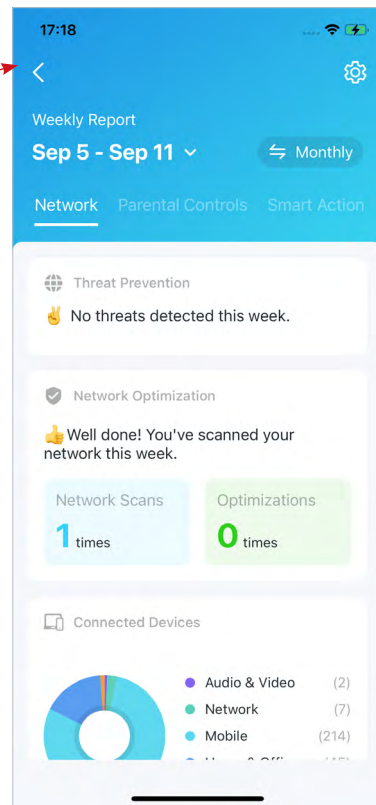 17:18
Weekly Report
Sep 5 - Sep 11
Monthly
Network Parental Controls Smart Action
Threat Prevention
✌️ No threats detected this week.
Network Optimization
👍Well done! You've scanned your
network this week.
Network Scans Optimizations
1 times 0 times
Connected Devices
Audio & Video (2)
Network (7)
Mobile (214)